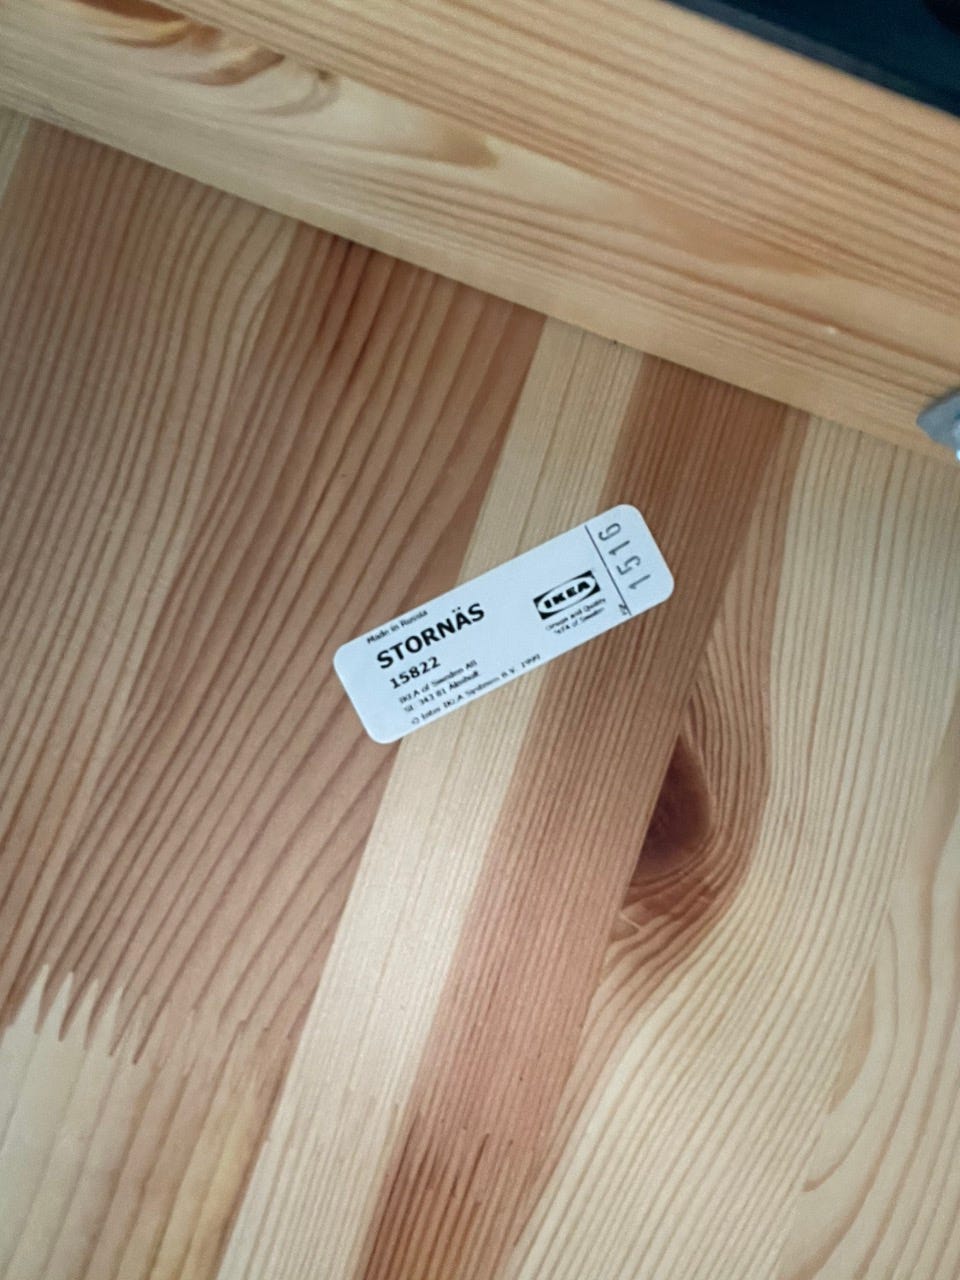 Made in Russia
STORNÄS
15822
IKEA of Sweden AB
SE-343 81 Älmhult
© Inter IKEA Systems B.V. 1999
IKEA
Design and Quality
IKEA of Sweden
1516